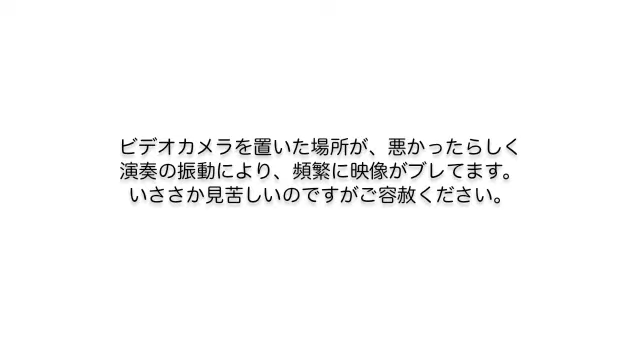 ビデオカメラを置いた場所が、悪かったらしく
演奏の振動により、頻繁に映像がブレてます。
いささか見苦しいのですがご容赦ください。